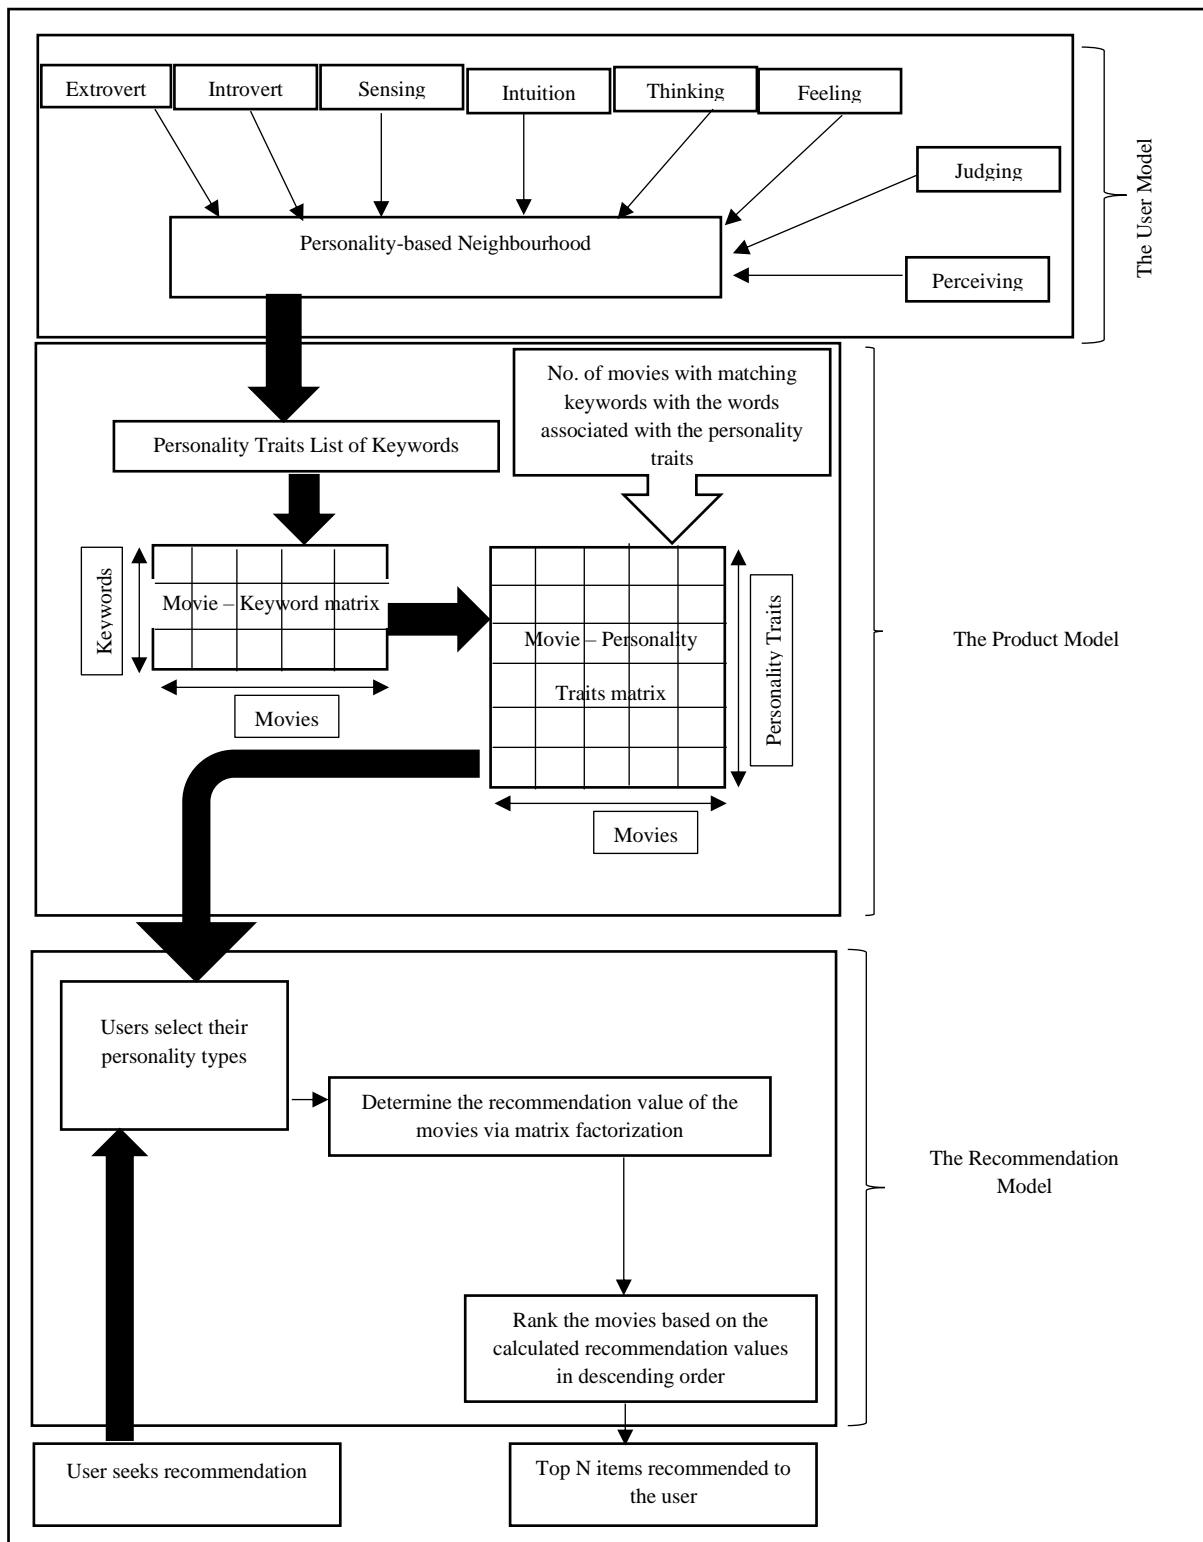 Extrovert
Introvert
Sensing
Intuition
Thinking
Feeling
Judging
Perceiving
Personality-based Neighbourhood
The User Model
No. of movies with matching
keywords with the words
associated with the personality
traits
Personality Traits List of Keywords
Keywords
Movie – Keyword matrix
Movies
Movie – Personality
Traits matrix
Personality Traits
Movies
The Product Model
Users select their
personality types
Determine the recommendation value of the
movies via matrix factorization
The Recommendation
Model
Rank the movies based on the
calculated recommendation values
in descending order
User seeks recommendation
Top N items recommended to
the user